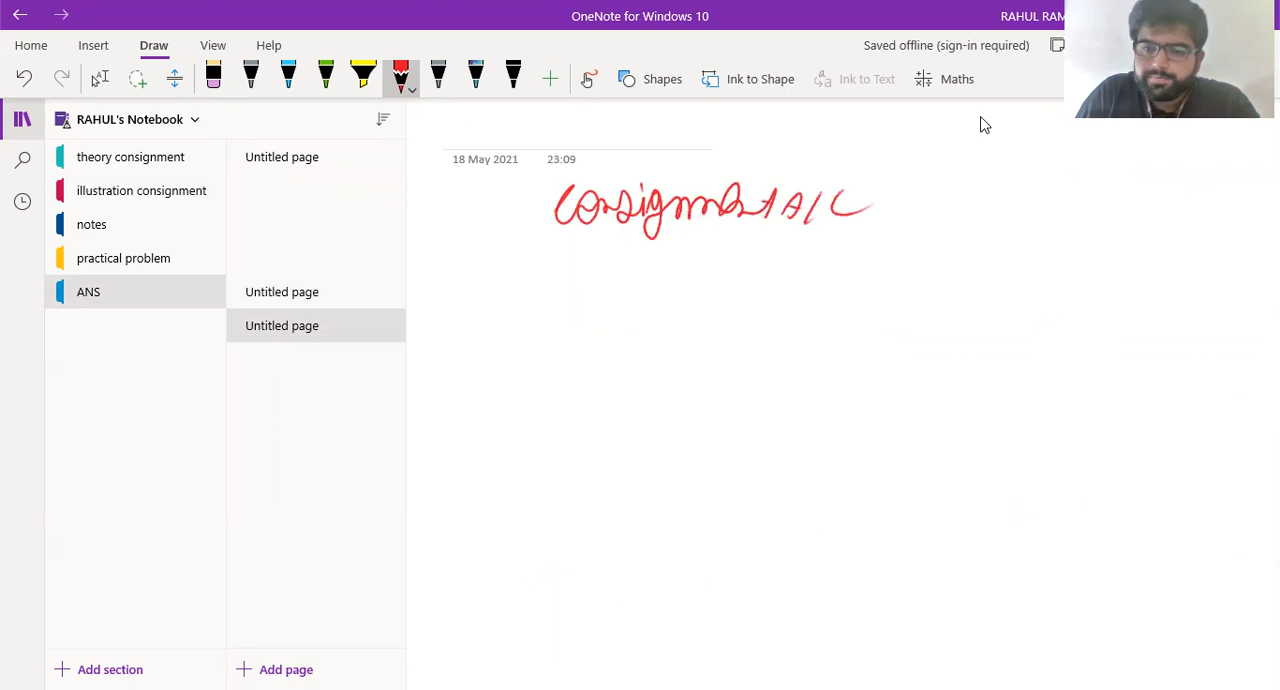 OneNote for Windows 10
RAHUL RAM
Home Insert Draw View Help
Saved offline (sign-in required)
Shapes Ink to Shape Ink to Text Maths
RAHUL's Notebook
theory consignment
illustration consignment
notes
practical problem
ANS
Untitled page
Untitled page
Untitled page
18 May 2021 23:09
Consignment A/C
Add section
Add page